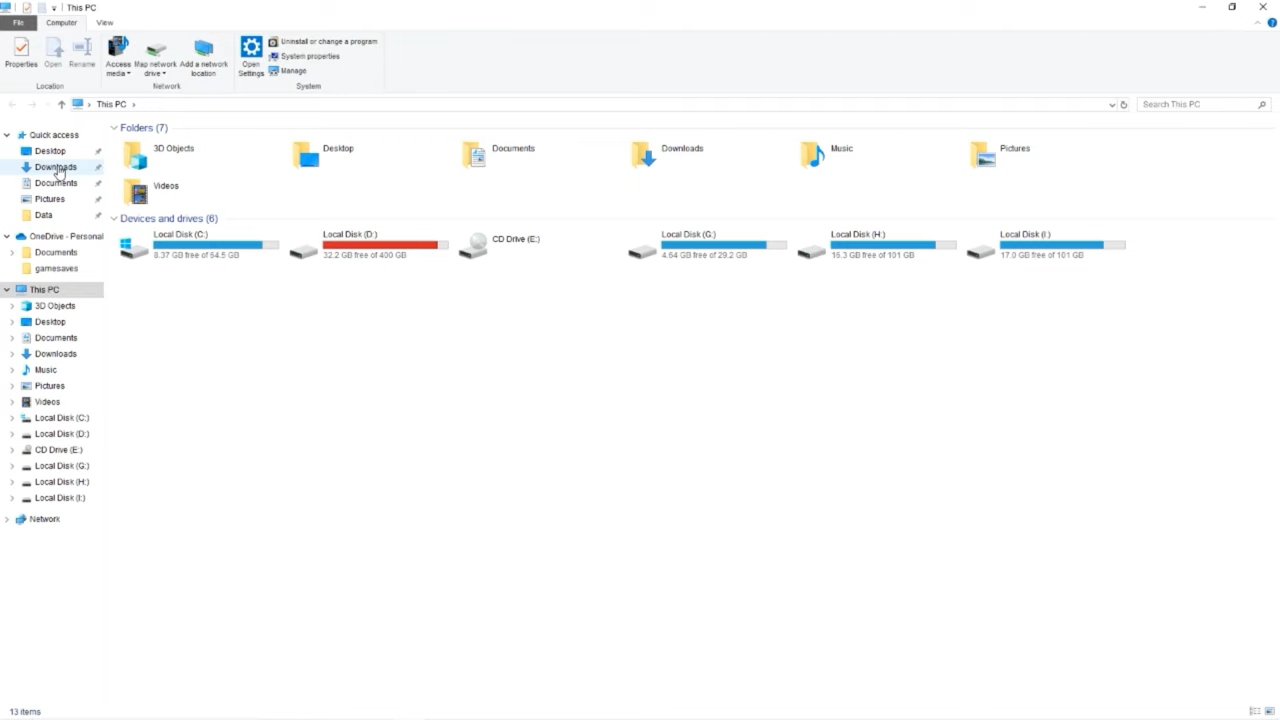 This PC
File
Computer
View
Properties
Open
Rename
Access media
Map network drive
Add a network location
Open Settings
Uninstall or change a program
System properties
Manage
Location
Network
System
This PC
Search This PC
Quick access
Desktop
Downloads
Documents
Pictures
Data
OneDrive - Personal
Documents
gamesaves
This PC
3D Objects
Desktop
Documents
Downloads
Music
Pictures
Videos
Local Disk (C:)
Local Disk (D:)
CD Drive (E:)
Local Disk (G:)
Local Disk (H:)
Local Disk (I:)
Network
Folders (7)
3D Objects
Desktop
Documents
Downloads
Music
Pictures
Videos
Devices and drives (6)
Local Disk (C:)
8.37 GB free of 64.5 GB
Local Disk (D:)
32.2 GB free of 400 GB
CD Drive (E:)
Local Disk (G:)
4.64 GB free of 29.2 GB
Local Disk (H:)
16.3 GB free of 101 GB
Local Disk (I:)
17.0 GB free of 101 GB
13 items